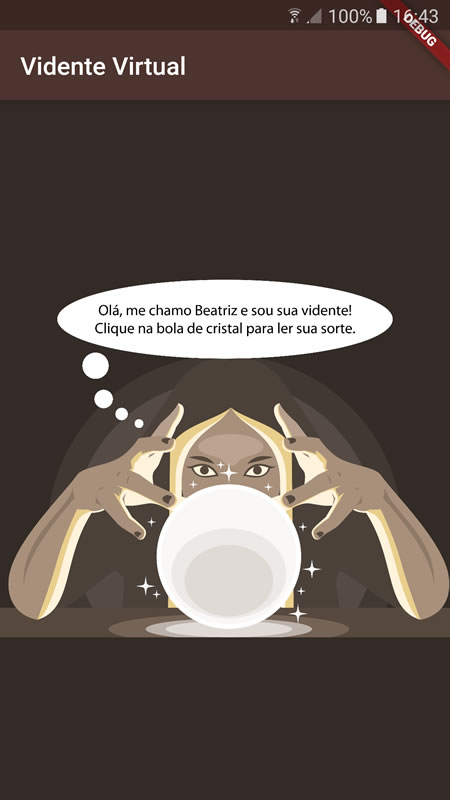 100% 16:43
DEBUG
Vidente Virtual
Olá, me chamo Beatriz e sou sua vidente!
Clique na bola de cristal para ler sua sorte.